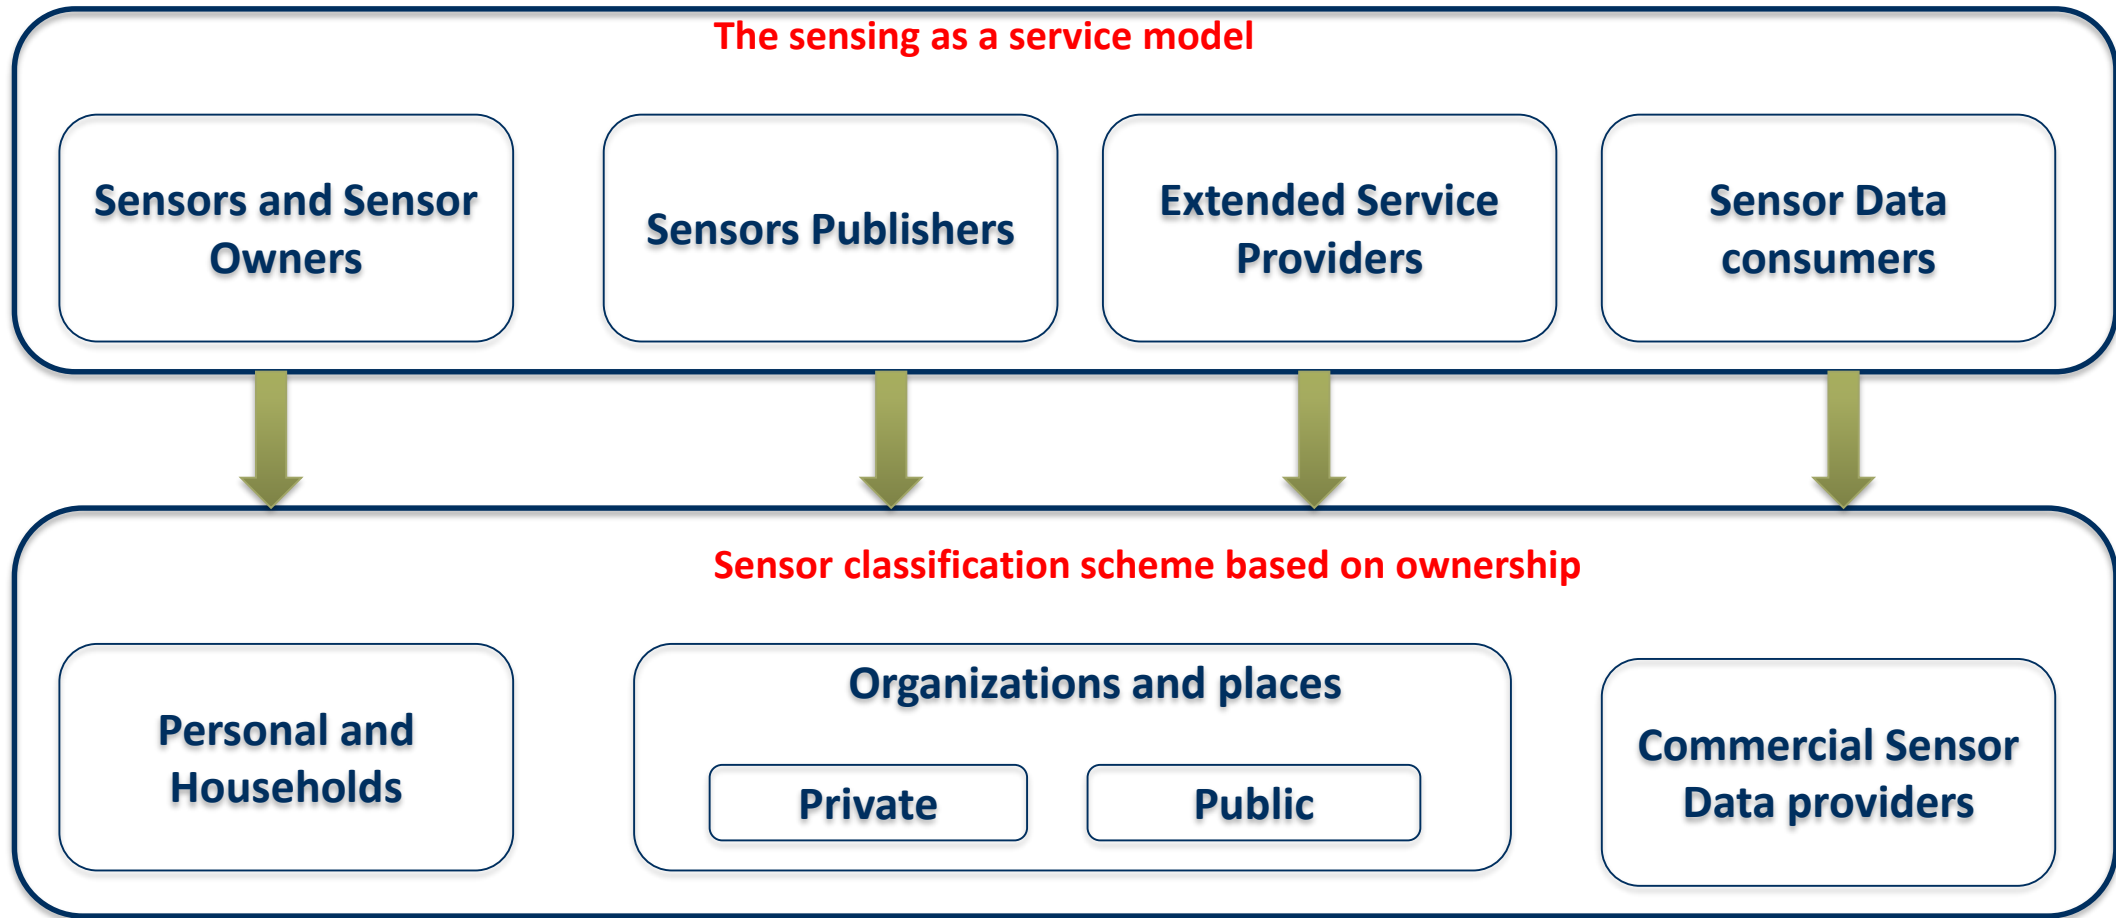 The sensing as a service model
Sensors and Sensor
Owners
Sensors Publishers
Extended Service
Providers
Sensor Data
consumers
Sensor classification scheme based on ownership
Personal and
Households
Organizations and places
Private
Public
Commercial Sensor
Data providers